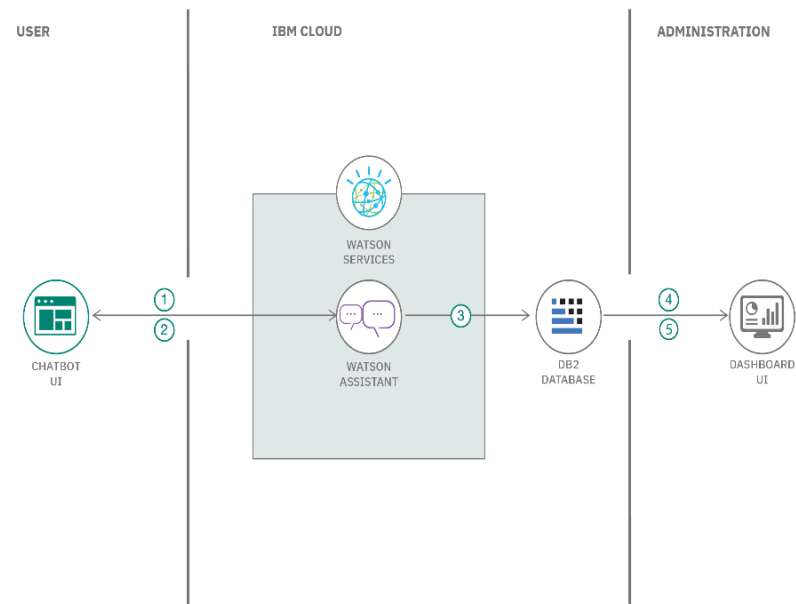 USER
IBM CLOUD
ADMINISTRATION
WATSON
SERVICES
1
2
3
4
5
CHATBOT
UI
WATSON
ASSISTANT
DB2
DATABASE
DASHBOARD
UI